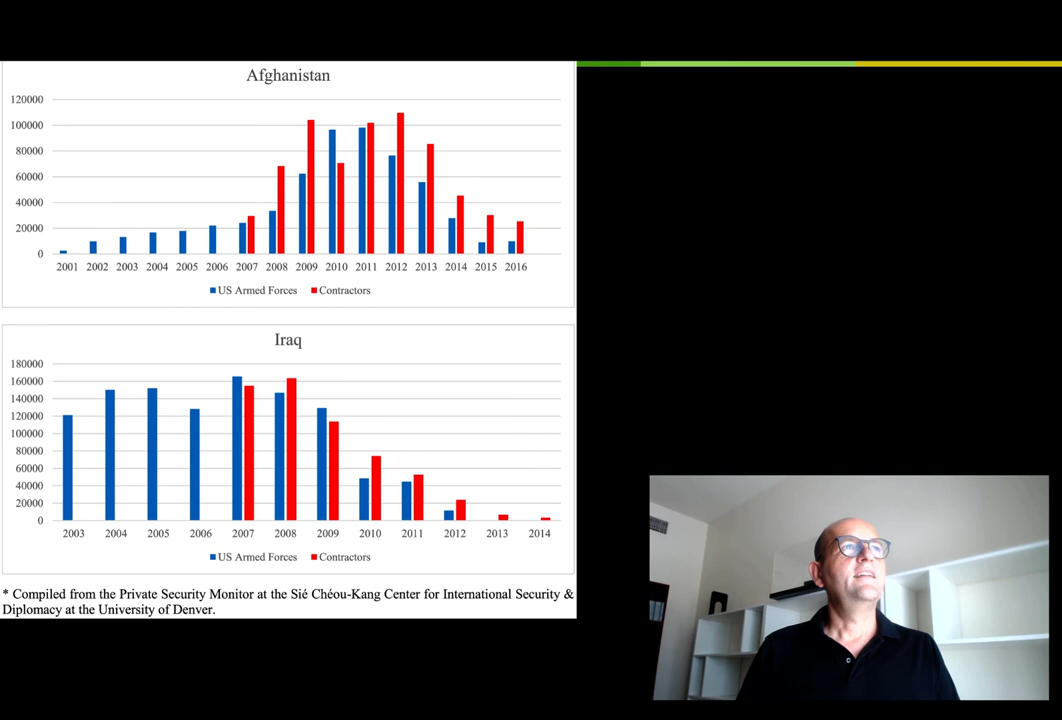 Afghanistan
120000
100000
80000
60000
40000
20000
0
2001 2002 2003 2004 2005 2006 2007 2008 2009 2010 2011 2012 2013 2014 2015 2016
US Armed Forces Contractors
Iraq
180000
160000
140000
120000
100000
80000
60000
40000
20000
0
2003 2004 2005 2006 2007 2008 2009 2010 2011 2012 2013 2014
US Armed Forces Contractors
* Compiled from the Private Security Monitor at the Sié Chéou-Kang Center for International Security &
Diplomacy at the University of Denver.